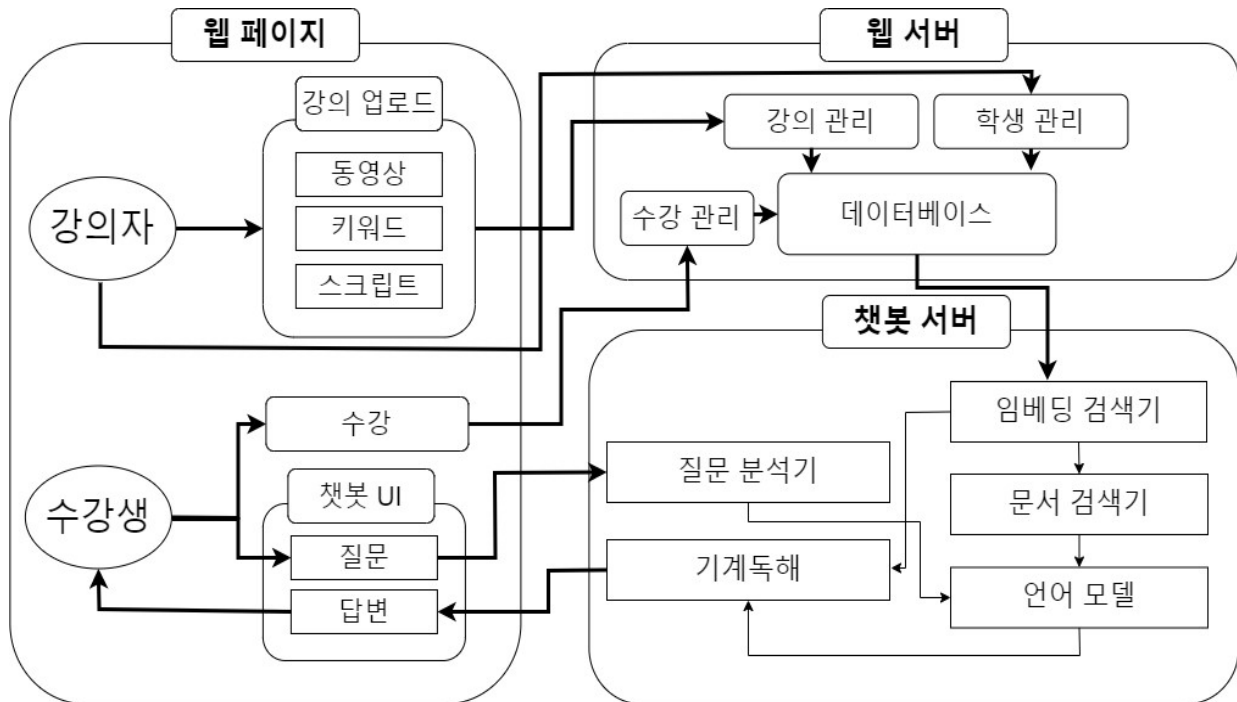 웹 페이지
강의 업로드
동영상
키워드
스크립트
강의자
수강
수강생
챗봇 UI
질문
답변
웹 서버
강의 관리
학생 관리
수강 관리
데이터베이스
챗봇 서버
임베딩 검색기
질문 분석기
문서 검색기
기계독해
언어 모델